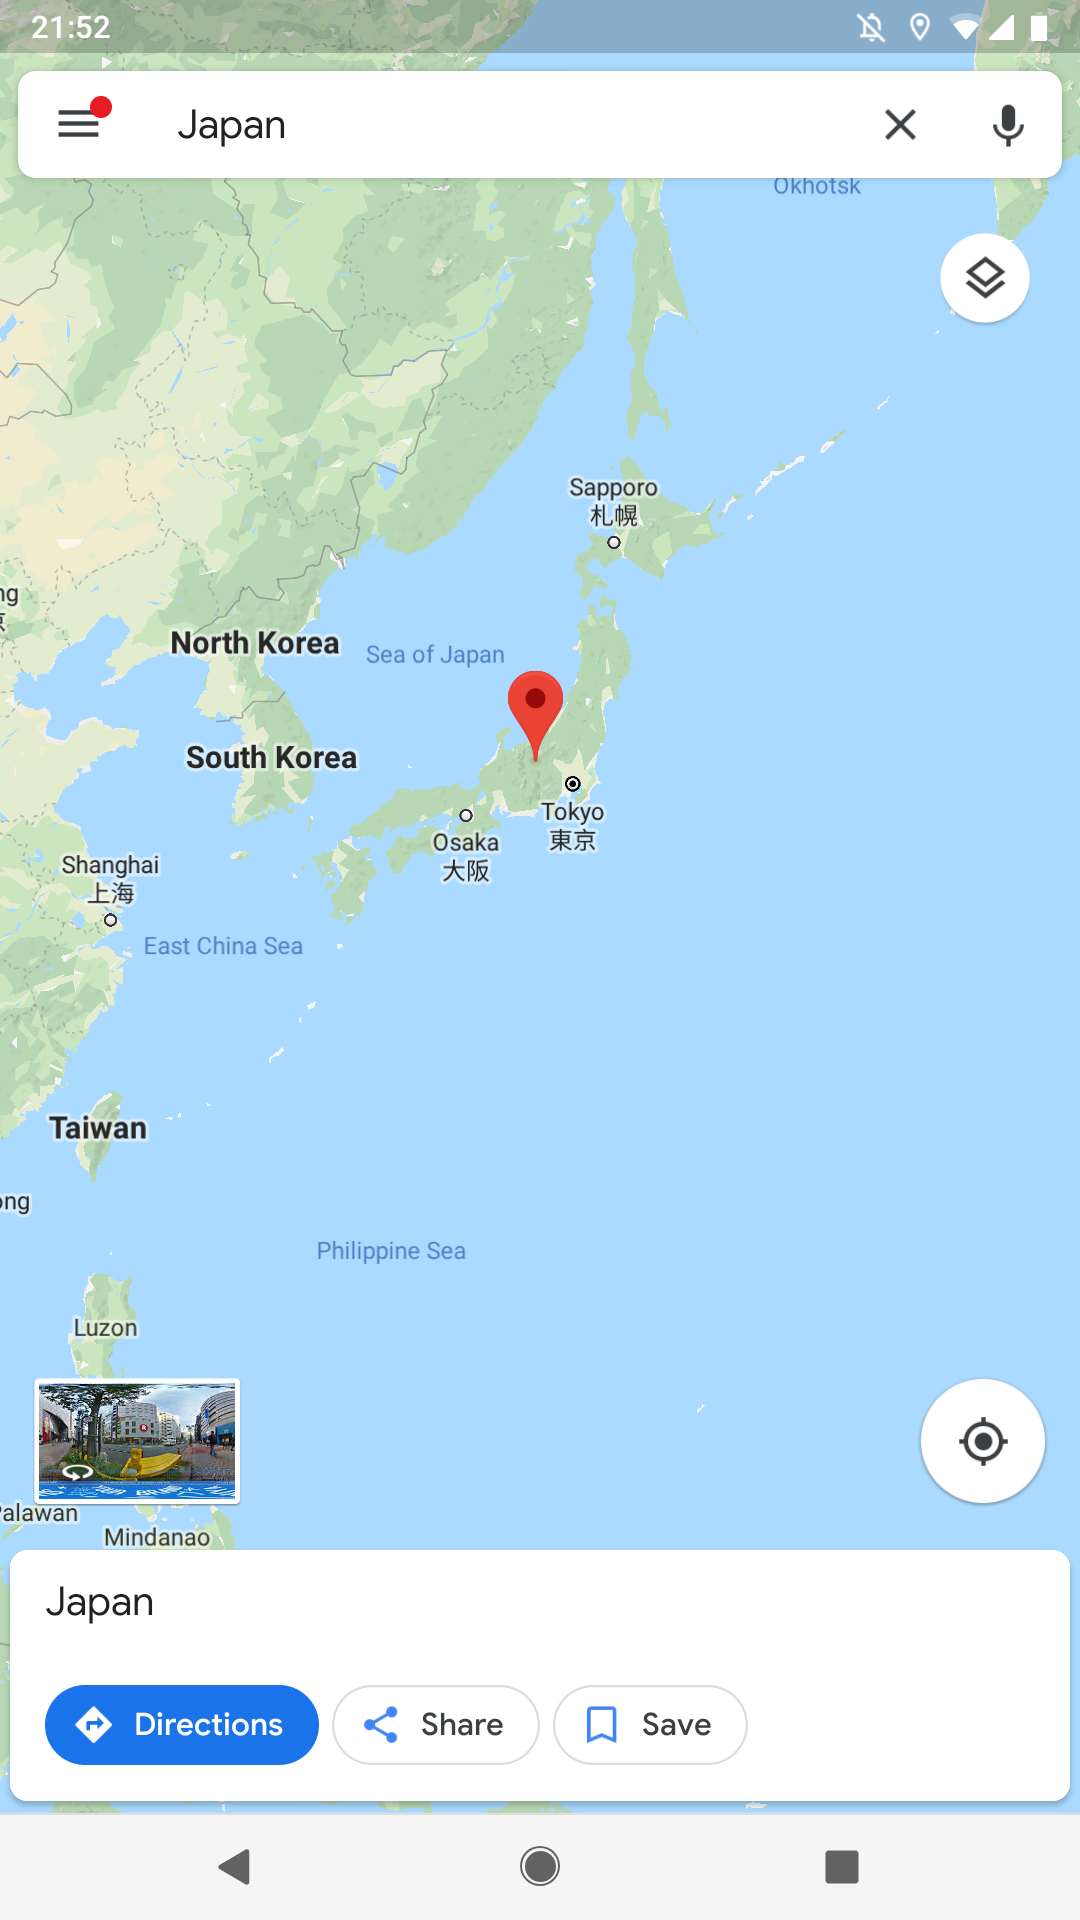 21:52
Japan
Okhotsk
Sapporo
札幌
ng
North Korea
Sea of Japan
South Korea
Tokyo
東京
Osaka
大阪
Shanghai
上海
East China Sea
Taiwan
ong
Philippine Sea
Luzon
Palawan
Mindanao
Japan
Directions
Share
Save